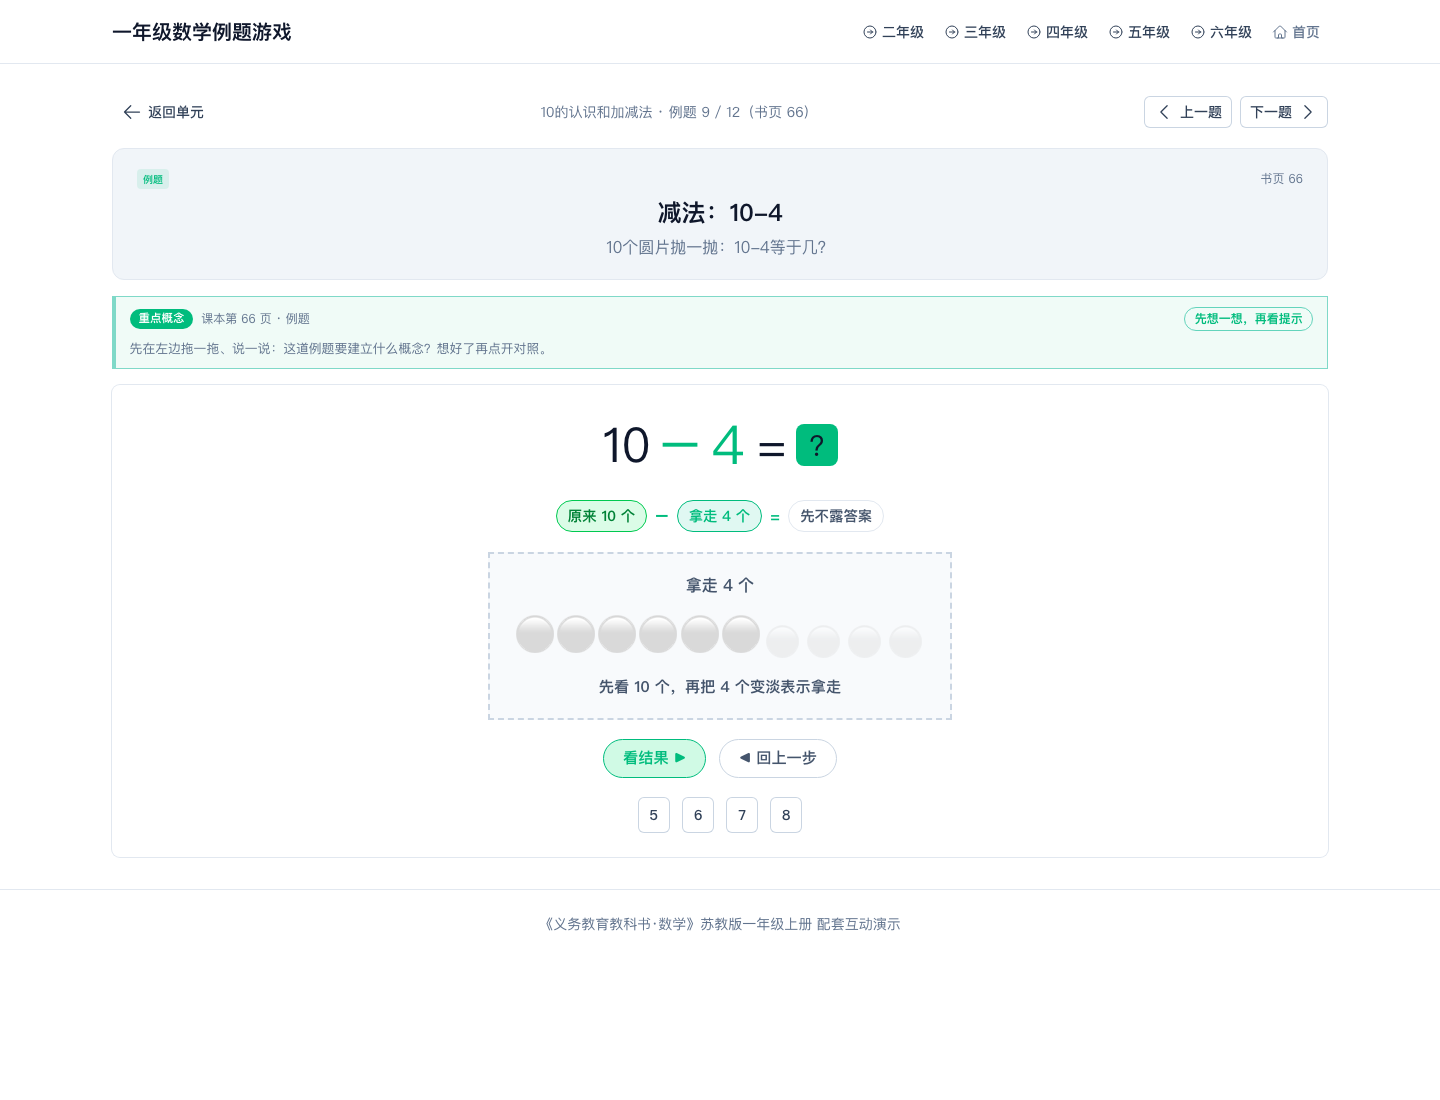 一年级数学例题游戏
二年级 三年级 四年级 五年级 六年级 首页
返回单元
10的认识和加减法 · 例题 9 / 12（书页 66）
上一题 下一题
例题
书页 66
减法：10−4
10个圆片抛一抛：10−4等于几？
重点概念 课本第 66 页 · 例题
先想一想，再看提示
先在左边拖一拖、说一说：这道例题要建立什么概念？想好了再点开对照。
10 − 4 = ?
原来 10 个 − 拿走 4 个 = 先不露答案
拿走 4 个
先看 10 个，再把 4 个变淡表示拿走
看结果 ▶ ◀ 回上一步
5 6 7 8
《义务教育教科书·数学》苏教版一年级上册 配套互动演示